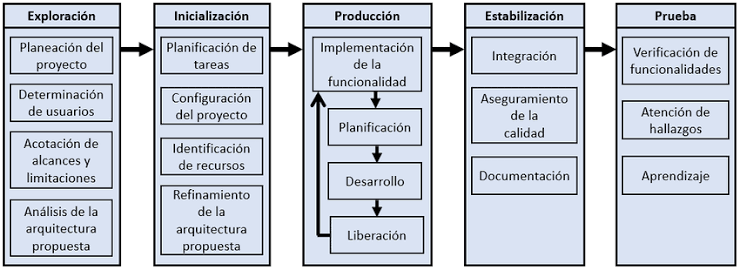 Exploración
Planeación del
proyecto
Determinación
de usuarios
Acotación de
alcances y
limitaciones
Análisis de la
arquitectura
propuesta
Inicialización
Planificación de
tareas
Configuración
del proyecto
Identificación
de recursos
Refinamiento
de la
arquitectura
propuesta
Producción
Implementación
de la
funcionalidad
Planificación
Desarrollo
Liberación
Estabilización
Integración
Aseguramiento
de la
calidad
Documentación
Prueba
Verificación de
funcionalidades
Atención de
hallazgos
Aprendizaje